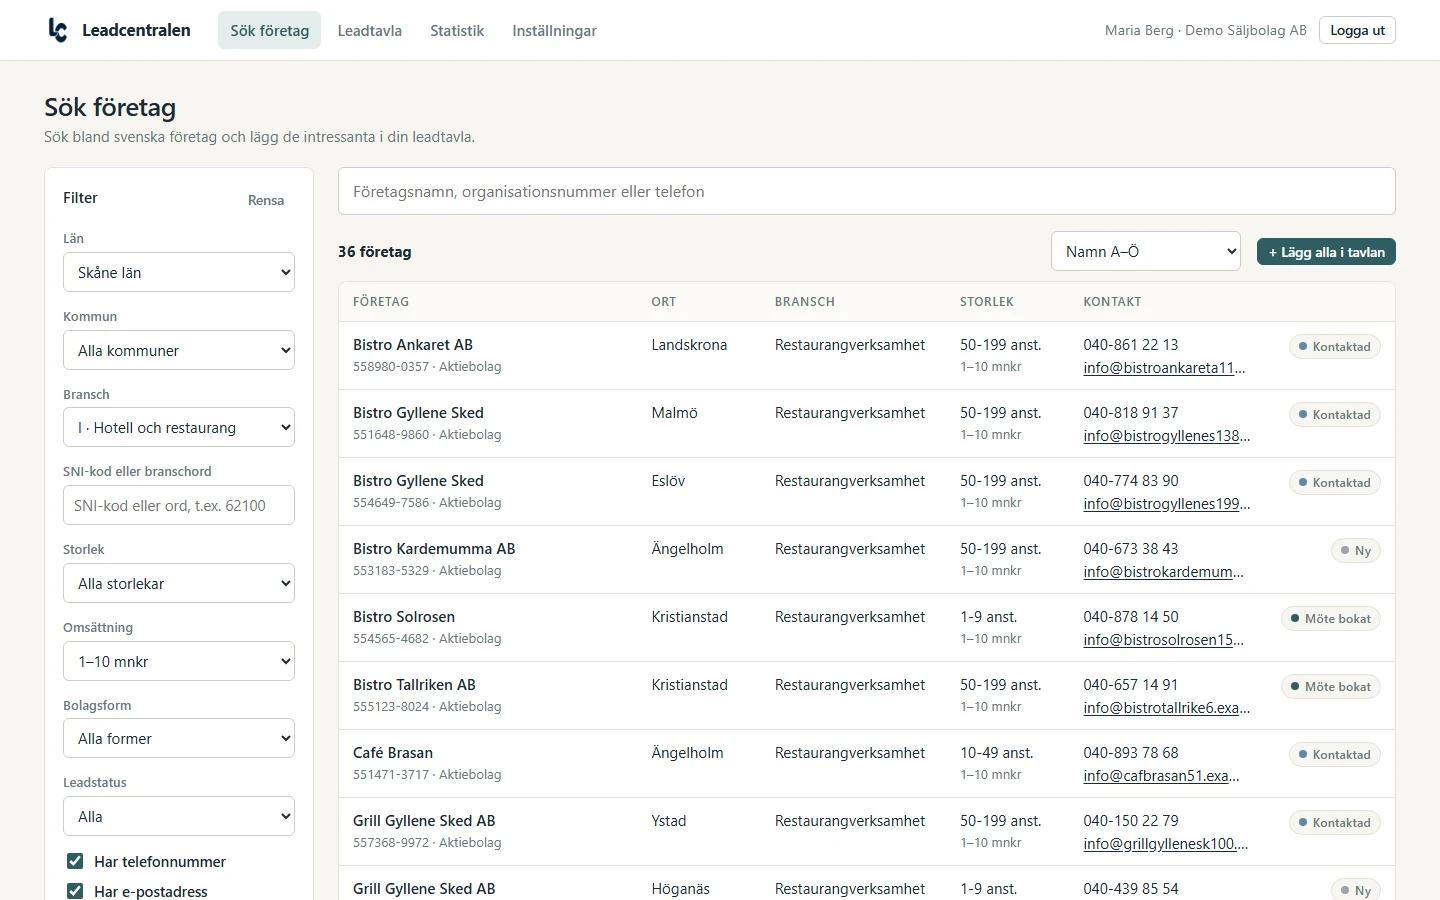 Leadcentralen
Sök företag
Leadtavla
Statistik
Inställningar
Maria Berg · Demo Säljbolag AB
Logga ut
Sök företag
Sök bland svenska företag och lägg de intressanta i din leadtavla.
Filter
Rensa
Län
Skåne län
Kommun
Alla kommuner
Bransch
I · Hotell och restaurang
SNI-kod eller branschord
SNI-kod eller ord, t.ex. 62100
Storlek
Alla storlekar
Omsättning
1–10 mnkr
Bolagsform
Alla former
Leadstatus
Alla
Har telefonnummer
Har e-postadress
Företagsnamn, organisationsnummer eller telefon
36 företag
Namn A–Ö
+ Lägg alla i tavlan
FÖRETAG ORT BRANSCH STORLEK KONTAKT
Bistro Ankaret AB Landskrona Restaurangverksamhet 50-199 anst. 040-861 22 13 Kontaktad
558980-0357 · Aktiebolag 1–10 mnkr info@bistroankareta11...
Bistro Gyllene Sked Malmö Restaurangverksamhet 50-199 anst. 040-818 91 37 Kontaktad
551648-9860 · Aktiebolag 1–10 mnkr info@bistrogyllenes138...
Bistro Gyllene Sked Eslöv Restaurangverksamhet 50-199 anst. 040-774 83 90 Kontaktad
554649-7586 · Aktiebolag 1–10 mnkr info@bistrogyllenes199...
Bistro Kardemumma AB Ängelholm Restaurangverksamhet 50-199 anst. 040-673 38 43 Ny
553183-5329 · Aktiebolag 1–10 mnkr info@bistrokardemum...
Bistro Solrosen Kristianstad Restaurangverksamhet 1-9 anst. 040-878 14 50 Möte bokat
554565-4682 · Aktiebolag 1–10 mnkr info@bistrosolrosen15...
Bistro Tallriken AB Kristianstad Restaurangverksamhet 50-199 anst. 040-657 14 91 Möte bokat
555123-8024 · Aktiebolag 1–10 mnkr info@bistrotallrike6.exa...
Café Brasan Ängelholm Restaurangverksamhet 10-49 anst. 040-893 78 68 Kontaktad
551471-3717 · Aktiebolag 1–10 mnkr info@cafbrasan51.exa...
Grill Gyllene Sked AB Ystad Restaurangverksamhet 50-199 anst. 040-150 22 79 Kontaktad
557368-9972 · Aktiebolag 1–10 mnkr info@grillgyllenesk100....
Grill Gyllene Sked AB Höganäs Restaurangverksamhet 1-9 anst. 040-439 85 54 Ny